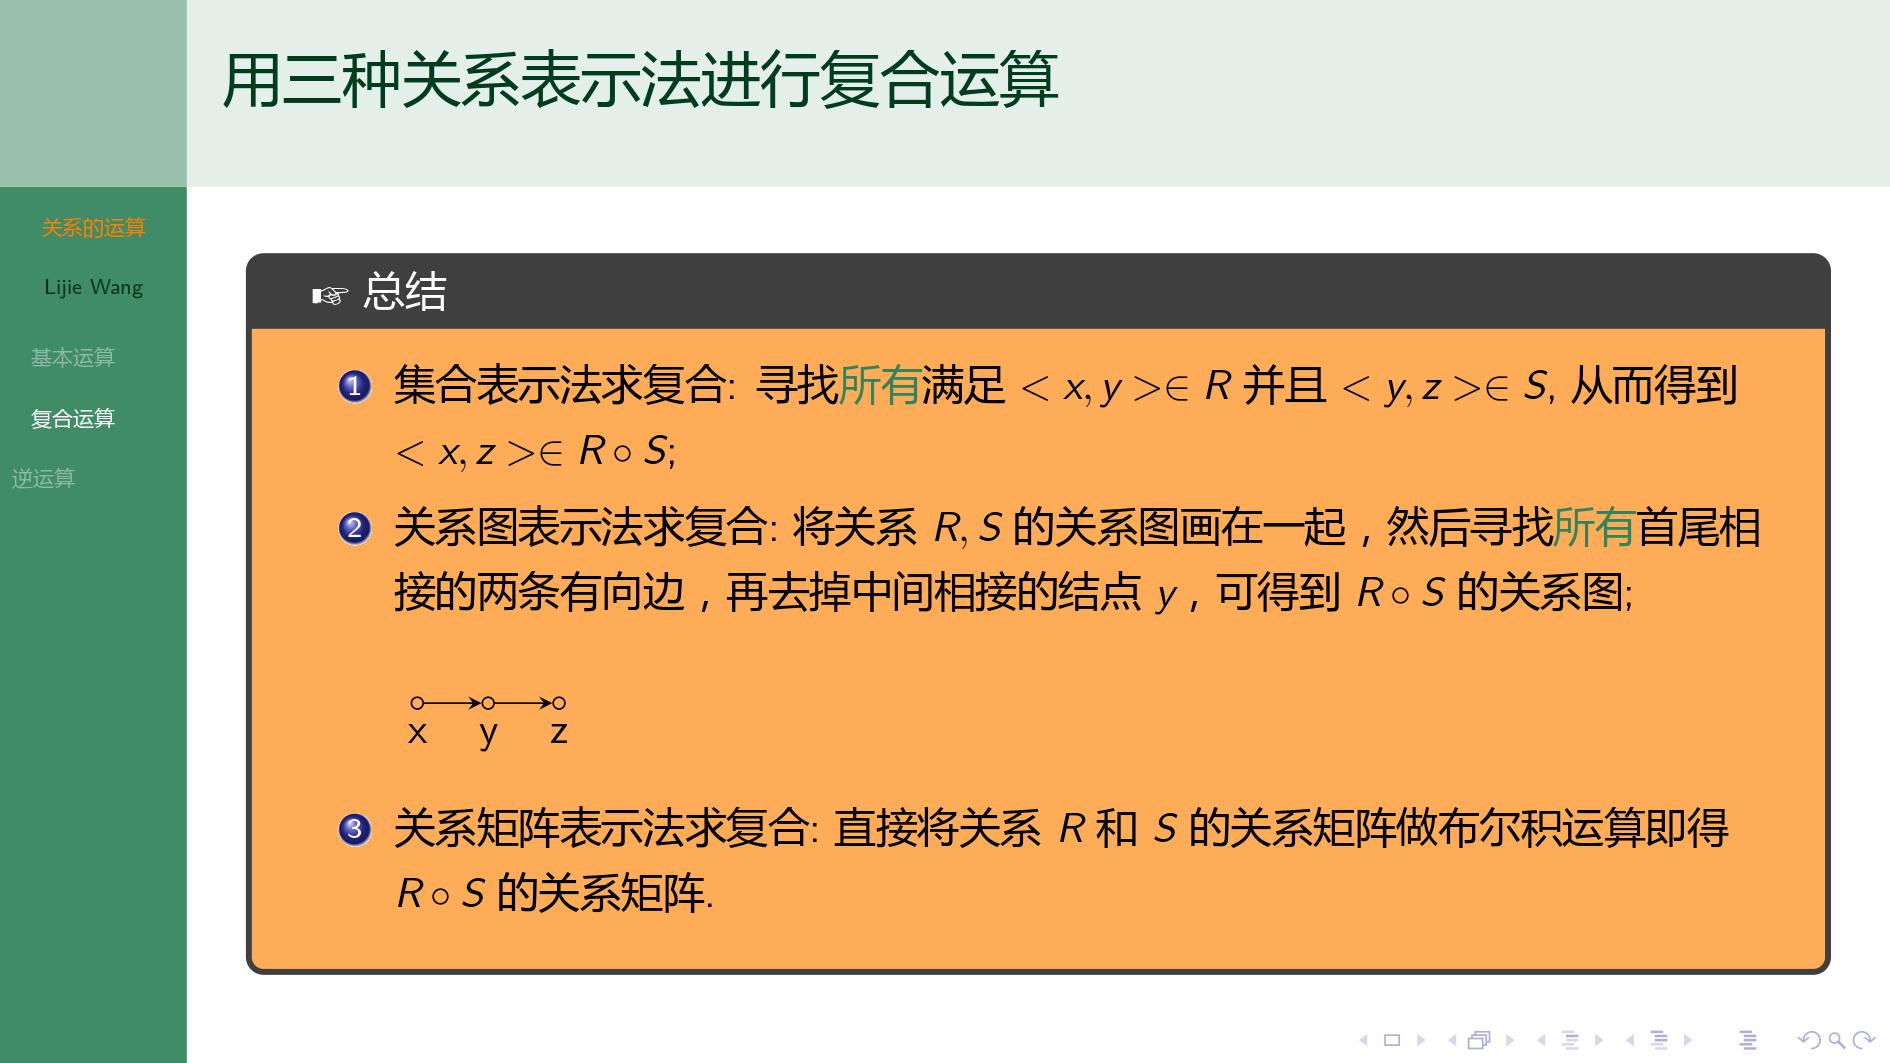 用三种关系表示法进行复合运算
关系的运算
Lijie Wang
基本运算
复合运算
逆运算
☞ 总结
1 集合表示法求复合: 寻找所有满足 < x, y >∈ R 并且 < y, z >∈ S, 从而得到
< x, z >∈ R ∘ S;
2 关系图表示法求复合: 将关系 R, S 的关系图画在一起，然后寻找所有首尾相
接的两条有向边，再去掉中间相接的结点 y，可得到 R ∘ S 的关系图;
x y z
3 关系矩阵表示法求复合: 直接将关系 R 和 S 的关系矩阵做布尔积运算即得
R ∘ S 的关系矩阵.